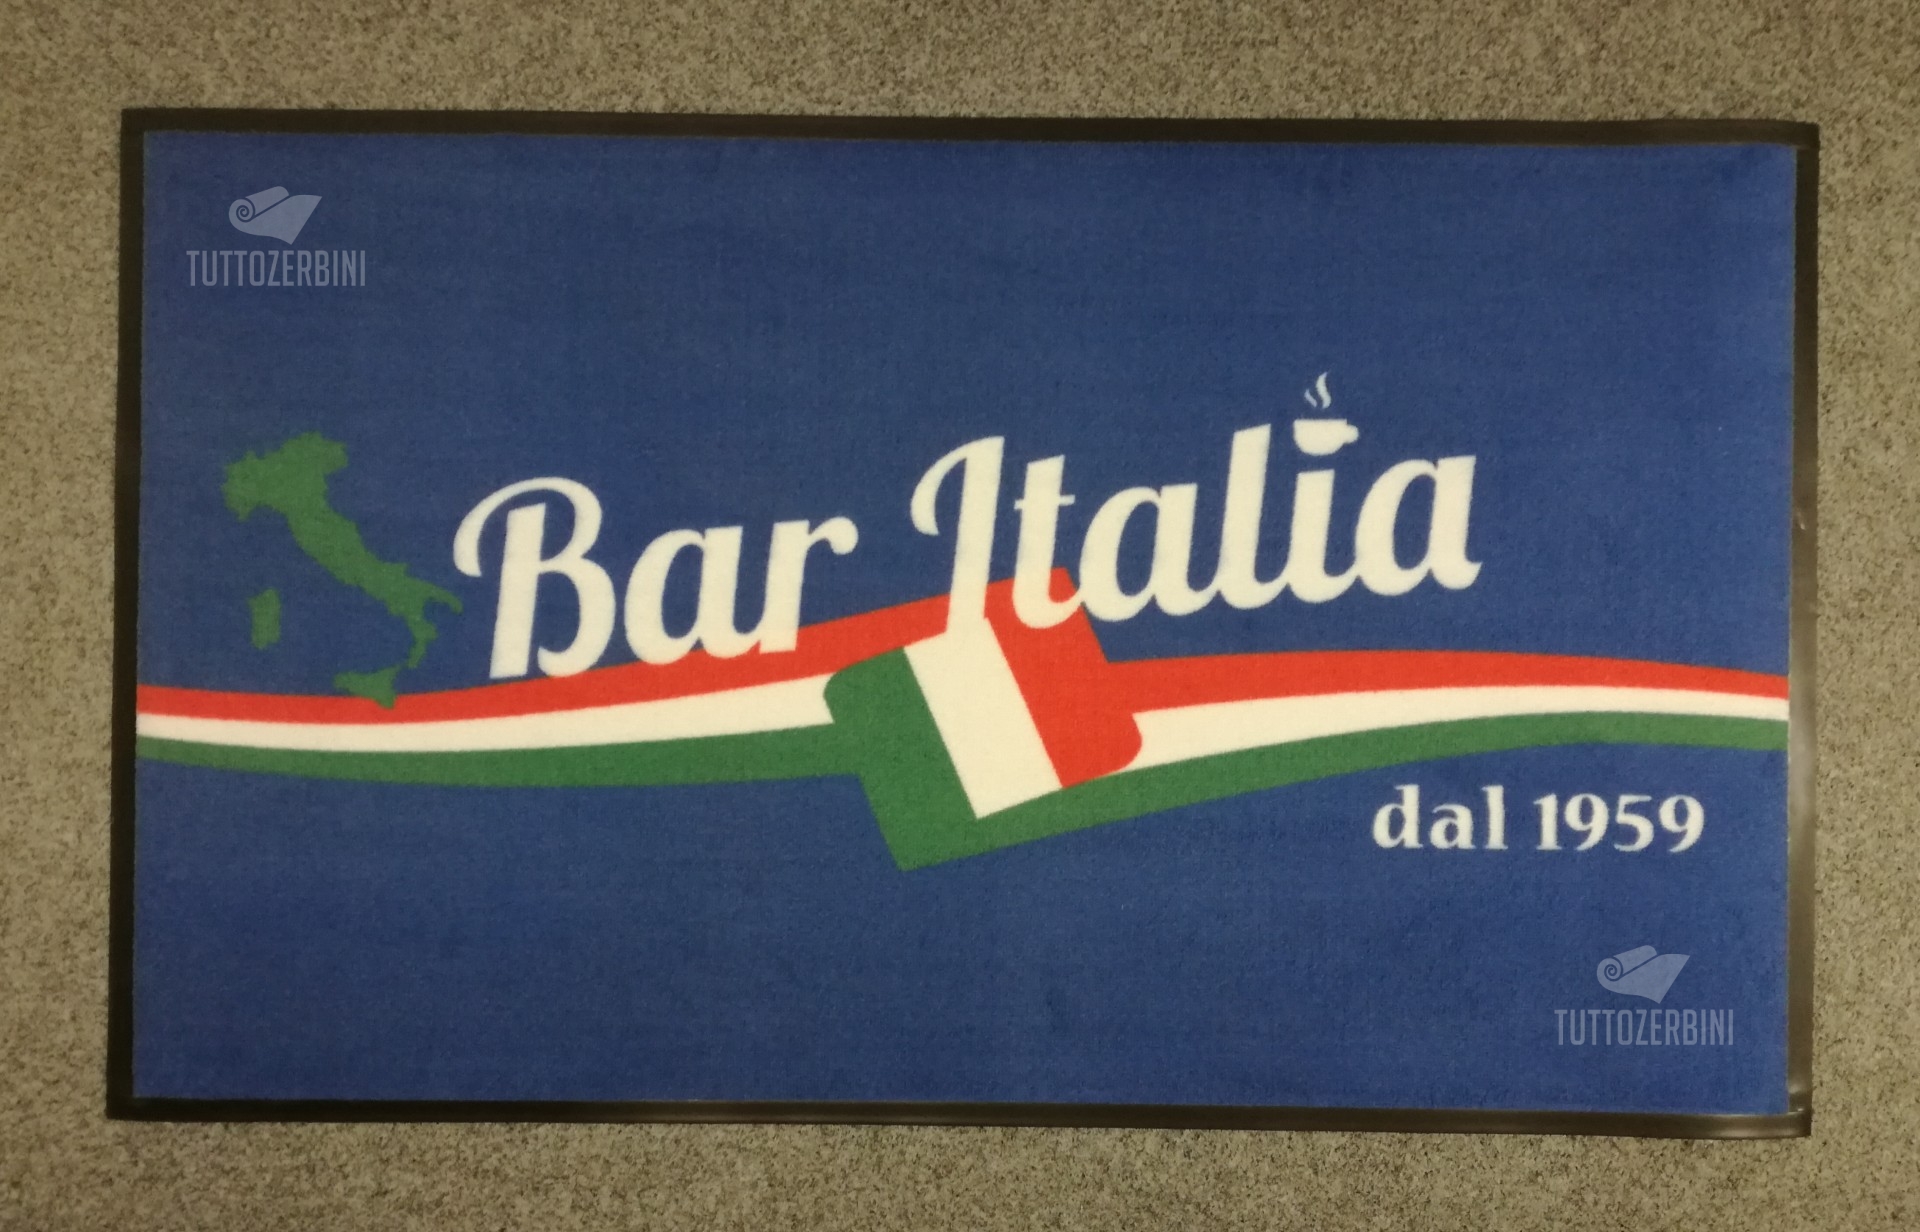 TUTTOZERBINI
Bar Italia
dal 1959
TUTTOZERBINI